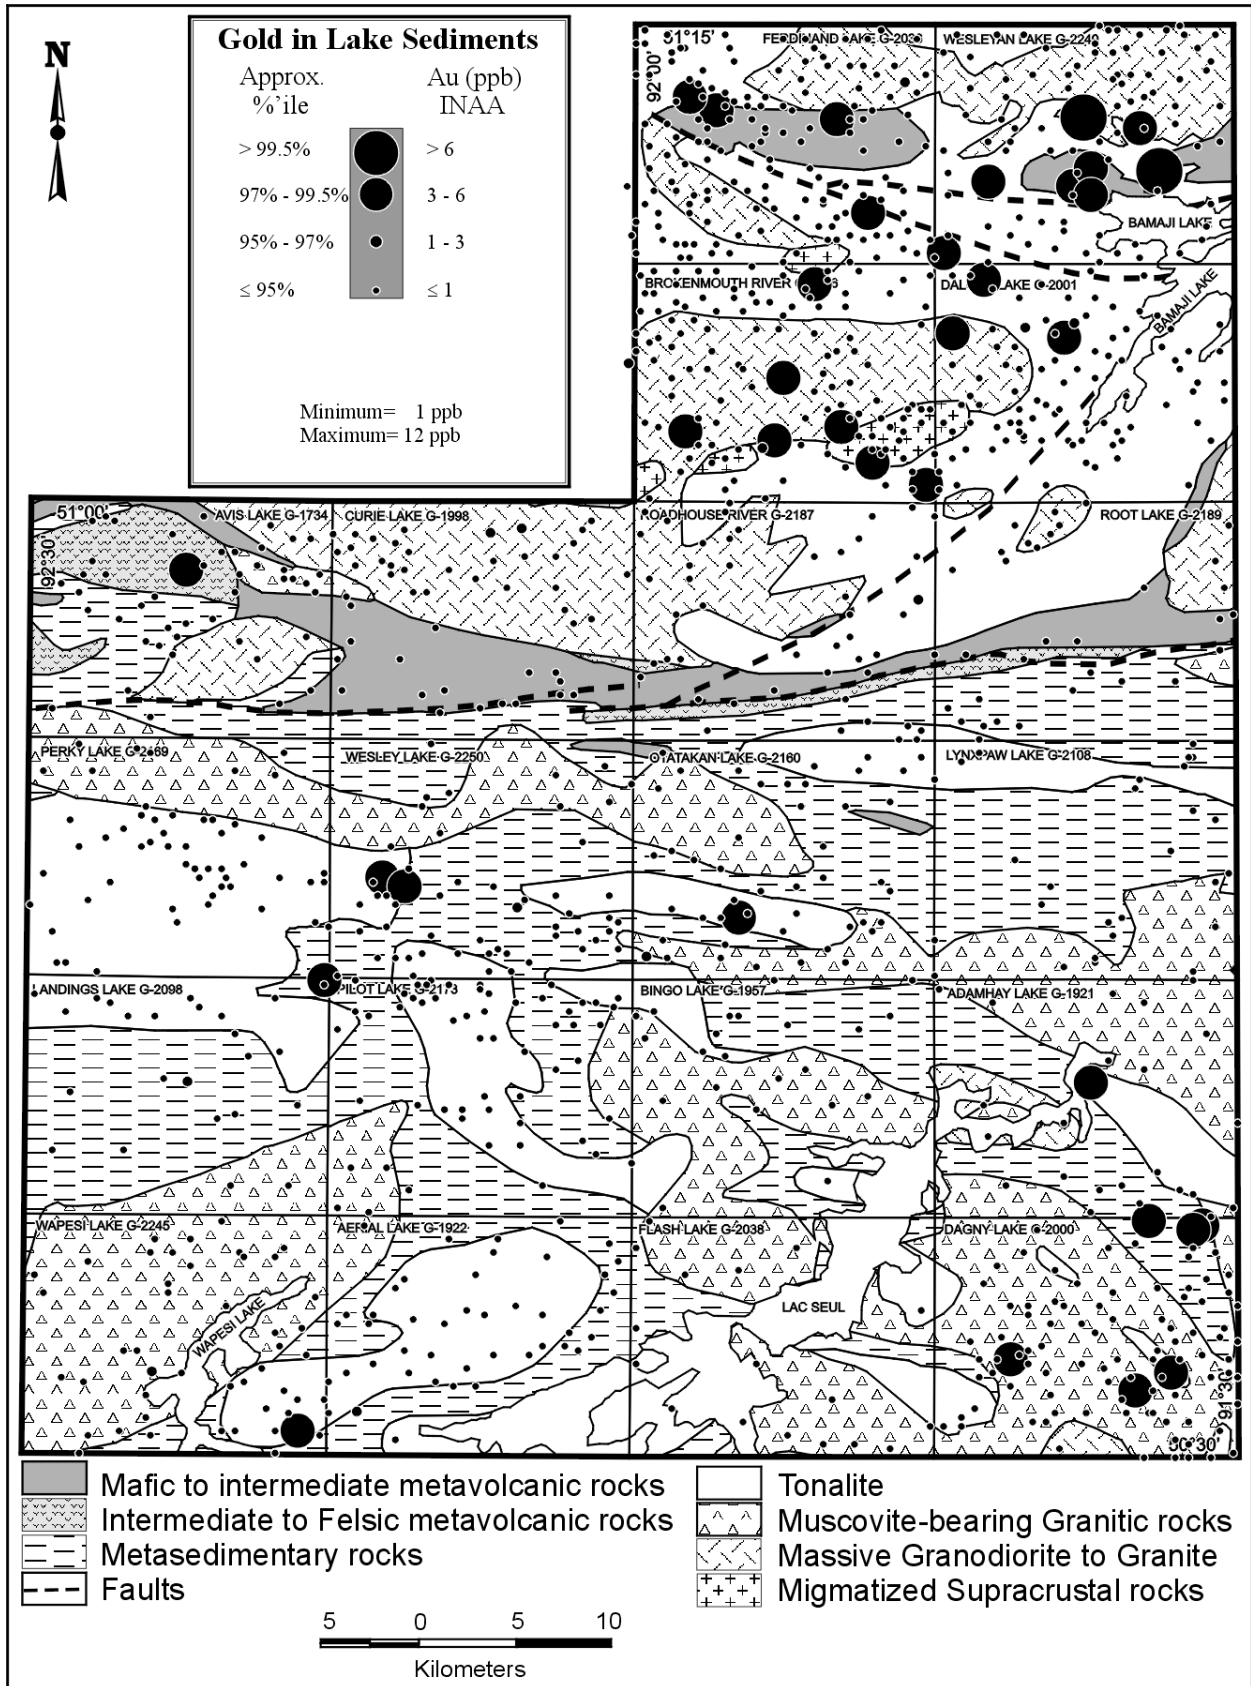 N
Gold in Lake Sediments
Approx. Au (ppb)
%'ile INAA
> 99.5% > 6
97% - 99.5% 3 - 6
95% - 97% 1 - 3
≤ 95% ≤ 1
Minimum= 1 ppb
Maximum= 12 ppb
51°15'
92°00'
WESLEYAN LAKE G-2249
BAMAJI LAKE
BROKENMOUTH RIVER
LAKE G-2001
BAMAJI LAKE
51°00'
92°30'
AVIS LAKE G-1734
CURIE LAKE G-1998
ROADHOUSE RIVER G-2187
ROOT LAKE G-2189
PERKY LAKE G-2169
WESLEY LAKE G-2250
LAKE G-2160
LYNXPAW LAKE G-2108
LANDINGS LAKE G-2098
PILOT LAKE G-2173
BINGO LAKE G-1957
ADAMHAY LAKE G-1921
WAPESI LAKE G-2245
AERIAL LAKE G-1922
FLASH LAKE G-2038
DAGNY LAKE G-2000
WAPESI LAKE
LAC SEUL
91°30'
50°30'
Mafic to intermediate metavolcanic rocks
Intermediate to Felsic metavolcanic rocks
Metasedimentary rocks
Faults
Tonalite
Muscovite-bearing Granitic rocks
Massive Granodiorite to Granite
Migmatized Supracrustal rocks
5 0 5 10
Kilometers